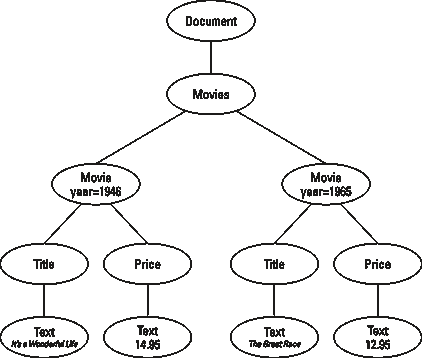 Document
Movies
Movie
year=1946
Movie
year=1965
Title
Price
Title
Price
Text
It's a Wonderful Life
Text
14.95
Text
The Great Race
Text
12.95